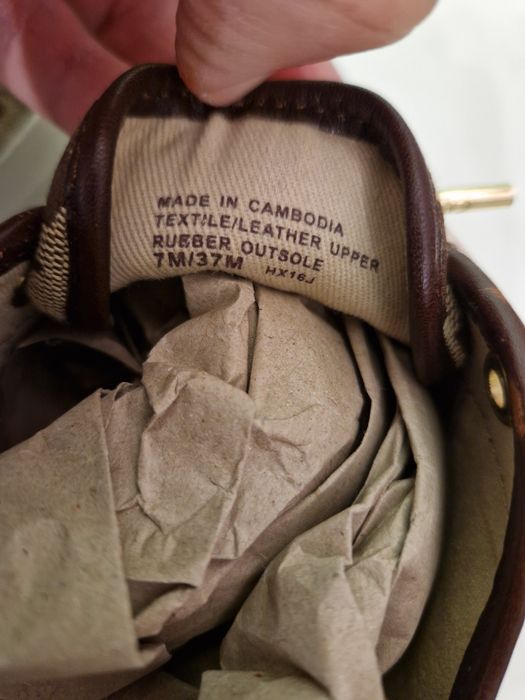 MADE IN CAMBODIA
TEXTILE/LEATHER UPPER
RUBBER OUTSOLE
7M/37M HX16J